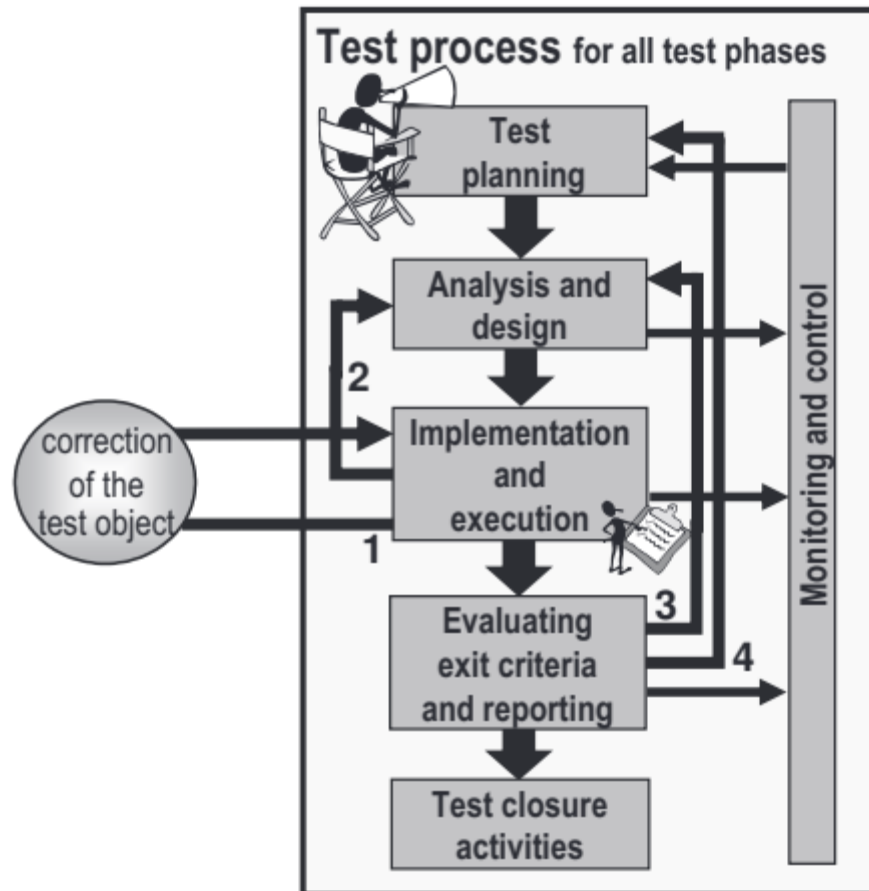 Test process for all test phases
Test
planning
Analysis and
design
2
correction
of the
test object
Implementation
and
execution
1
Evaluating
exit criteria
and reporting
3
4
Test closure
activities
Monitoring and control